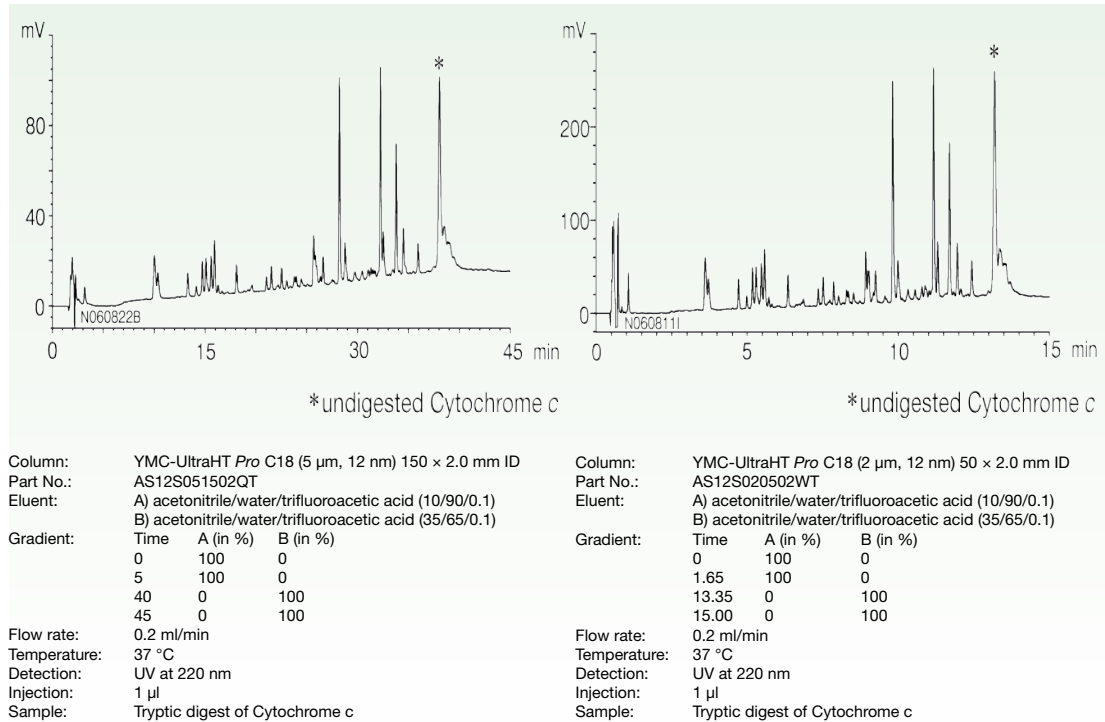 mV
*
80
40
0
N060822B
0 15 30 45 min
*undigested Cytochrome c
Column: YMC-UltraHT Pro C18 (5 µm, 12 nm) 150 × 2.0 mm ID
Part No.: AS12S051502QT
Eluent: A) acetonitrile/water/trifluoroacetic acid (10/90/0.1)
B) acetonitrile/water/trifluoroacetic acid (35/65/0.1)
Gradient: Time A (in %) B (in %)
0 100 0
5 100 0
40 0 100
45 0 100
Flow rate: 0.2 ml/min
Temperature: 37 °C
Detection: UV at 220 nm
Injection: 1 µl
Sample: Tryptic digest of Cytochrome c
mV
*
200
100
0
N060811I
0 5 10 15 min
*undigested Cytochrome c
Column: YMC-UltraHT Pro C18 (2 µm, 12 nm) 50 × 2.0 mm ID
Part No.: AS12S020502WT
Eluent: A) acetonitrile/water/trifluoroacetic acid (10/90/0.1)
B) acetonitrile/water/trifluoroacetic acid (35/65/0.1)
Gradient: Time A (in %) B (in %)
0 100 0
1.65 100 0
13.35 0 100
15.00 0 100
Flow rate: 0.2 ml/min
Temperature: 37 °C
Detection: UV at 220 nm
Injection: 1 µl
Sample: Tryptic digest of Cytochrome c